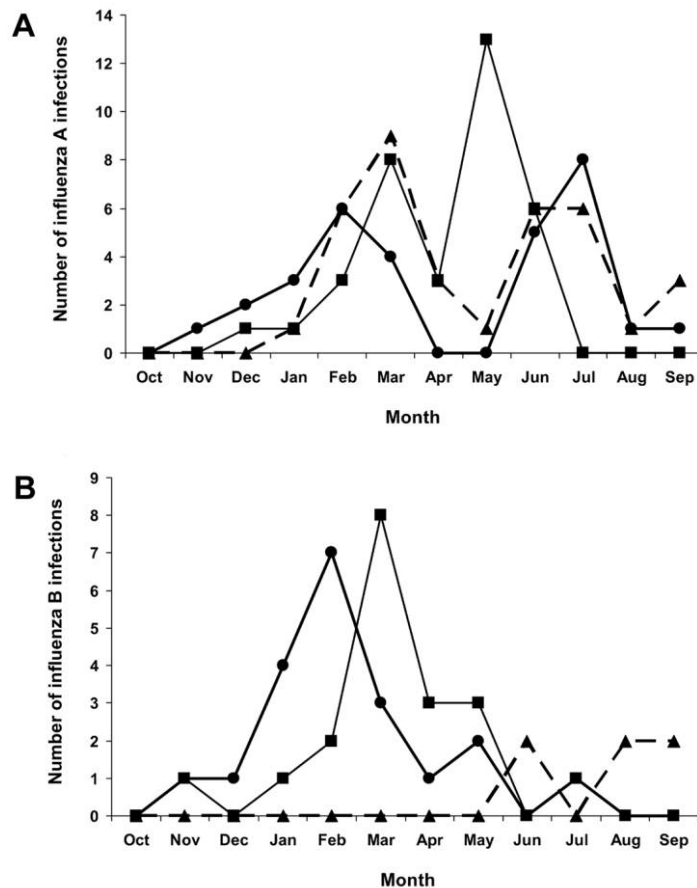 A
Number of influenza A infections
14
12
10
8
6
4
2
0
Oct Nov Dec Jan Feb Mar Apr May Jun Jul Aug Sep
Month
B
Number of influenza B infections
9
8
7
6
5
4
3
2
1
0
Oct Nov Dec Jan Feb Mar Apr May Jun Jul Aug Sep
Month